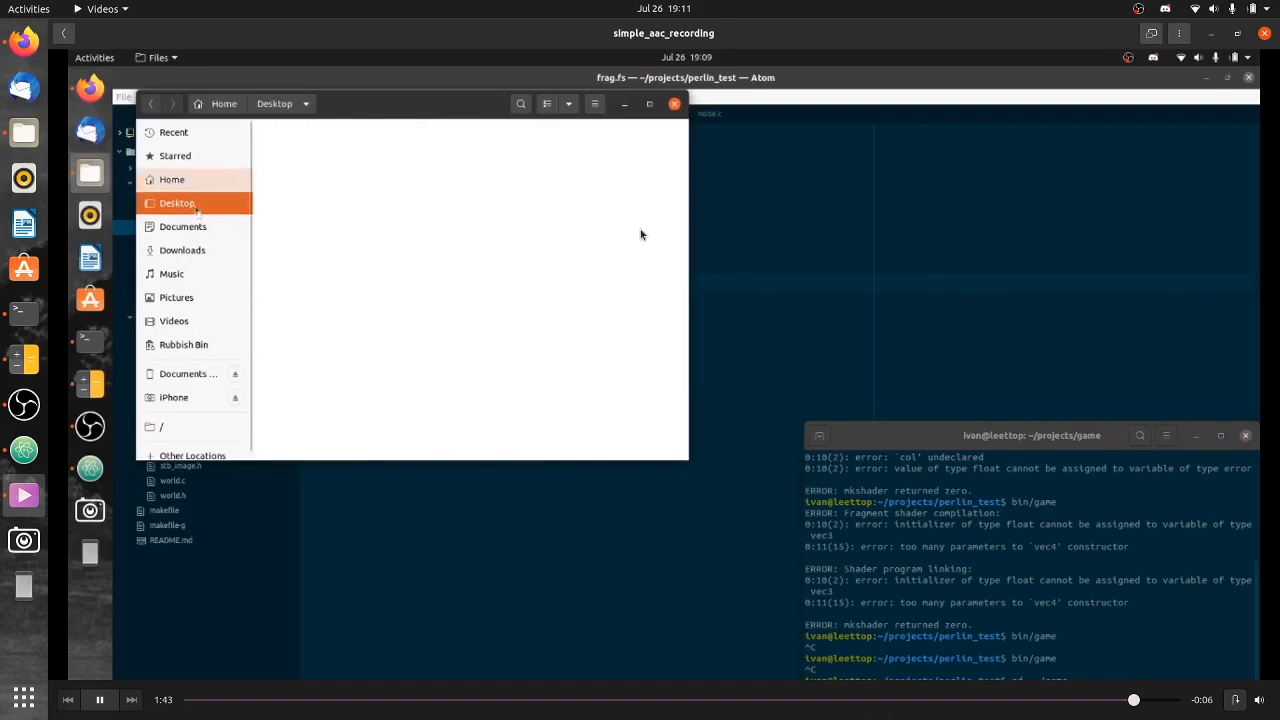 Activities
Videos
Jul 26 19:11
simple_aac_recording
Activities
Files
Jul 26 19:09
frag.fs — ~/projects/perlin_test — Atom
File
Home
Desktop
noise.c
Recent
Starred
Home
Desktop
Documents
Downloads
Music
Pictures
Videos
Rubbish Bin
Documents ...
iPhone
/
Other Locations
stb_image.h
world.c
world.h
makefile
makefile-g
README.md
ivan@leettop: ~/projects/game
0:10(2): error: `col' undeclared
0:10(2): error: value of type float cannot be assigned to variable of type error
ERROR: mkshader returned zero.
ivan@leettop:~/projects/perlin_test$ bin/game
ERROR: Fragment shader compilation:
0:10(2): error: initializer of type float cannot be assigned to variable of type
vec3
0:11(15): error: too many parameters to `vec4' constructor
ERROR: Shader program linking:
0:10(2): error: initializer of type float cannot be assigned to variable of type
vec3
0:11(15): error: too many parameters to `vec4' constructor
ERROR: mkshader returned zero.
ivan@leettop:~/projects/perlin_test$ bin/game
^C
ivan@leettop:~/projects/perlin_test$ bin/game
^C
1:43
-0:06